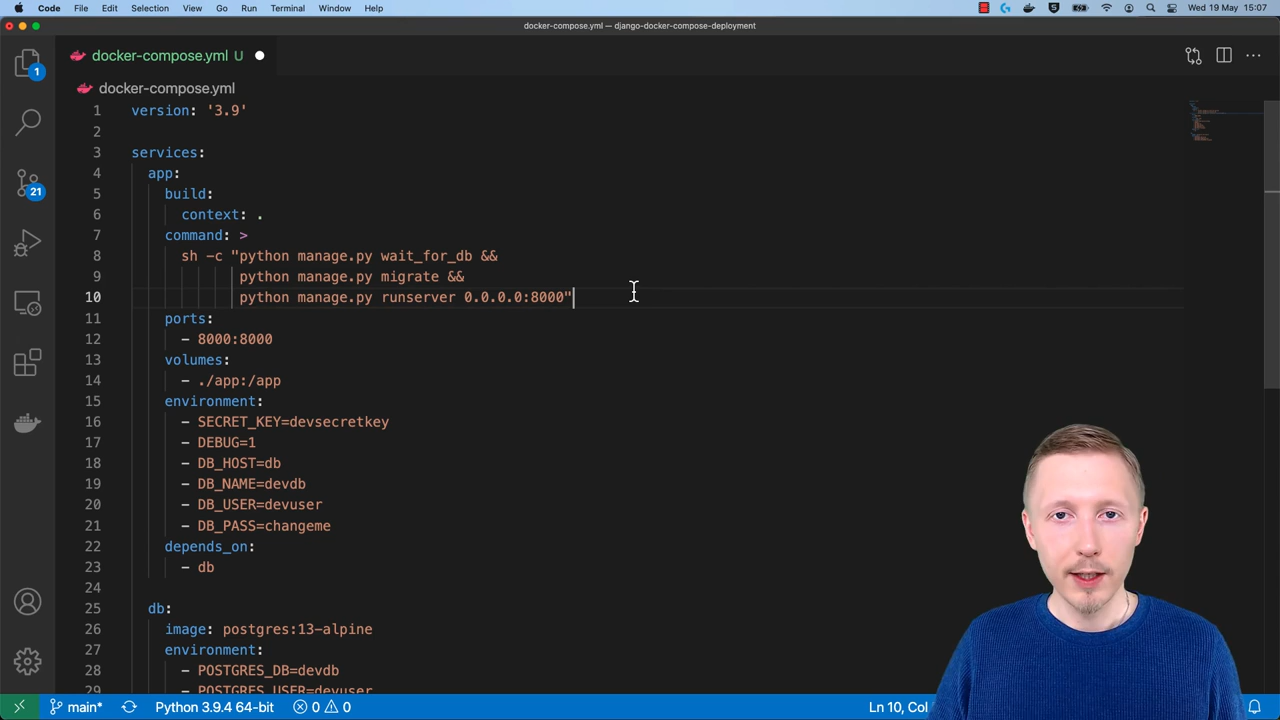 Code File Edit Selection View Go Run Terminal Window Help Wed 19 May 15:07
docker-compose.yml — django-docker-compose-deployment
docker-compose.yml U
docker-compose.yml
1 version: '3.9'
2
3 services:
4 app:
5 build:
6 context: .
7 command: >
8 sh -c "python manage.py wait_for_db &&
9 python manage.py migrate &&
10 python manage.py runserver 0.0.0.0:8000"
11 ports:
12 - 8000:8000
13 volumes:
14 - ./app:/app
15 environment:
16 - SECRET_KEY=devsecretkey
17 - DEBUG=1
18 - DB_HOST=db
19 - DB_NAME=devdb
20 - DB_USER=devuser
21 - DB_PASS=changeme
22 depends_on:
23 - db
24
25 db:
26 image: postgres:13-alpine
27 environment:
28 - POSTGRES_DB=devdb
29 - POSTGRES_USER=devuser
1
21
main* Python 3.9.4 64-bit 0 0 Ln 10, Col